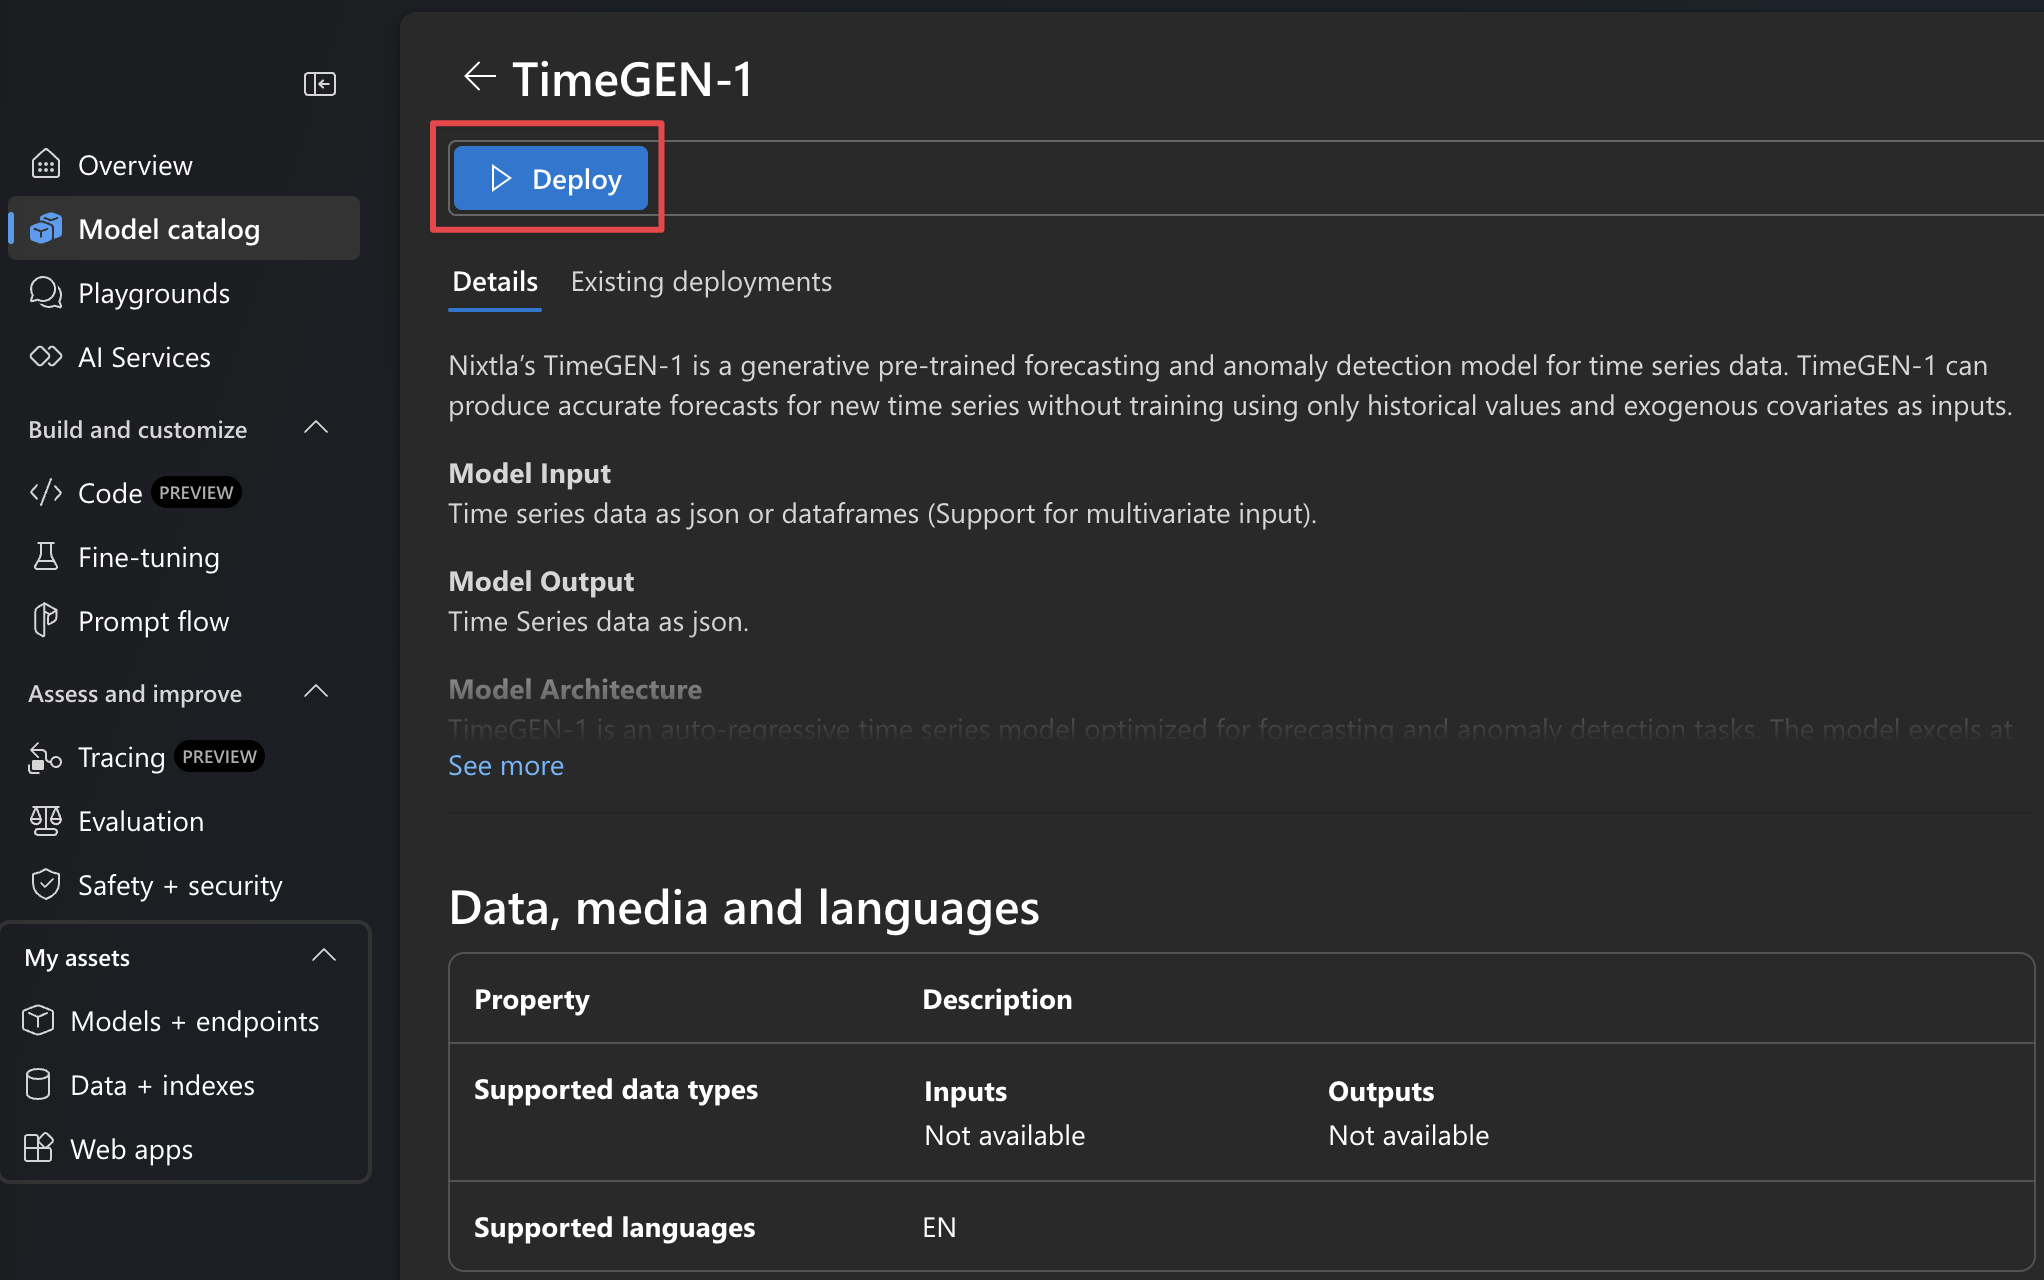 Overview
Model catalog
Playgrounds
AI Services
Build and customize
Code PREVIEW
Fine-tuning
Prompt flow
Assess and improve
Tracing PREVIEW
Evaluation
Safety + security
My assets
Models + endpoints
Data + indexes
Web apps
TimeGEN-1
Deploy
Details Existing deployments
Nixtla’s TimeGEN-1 is a generative pre-trained forecasting and anomaly detection model for time series data. TimeGEN-1 can
produce accurate forecasts for new time series without training using only historical values and exogenous covariates as inputs.
Model Input
Time series data as json or dataframes (Support for multivariate input).
Model Output
Time Series data as json.
Model Architecture
TimeGEN-1 is an auto-regressive time series model optimized for forecasting and anomaly detection tasks. The model excels at
See more
Data, media and languages
Property Description
Supported data types Inputs Outputs
Not available Not available
Supported languages EN